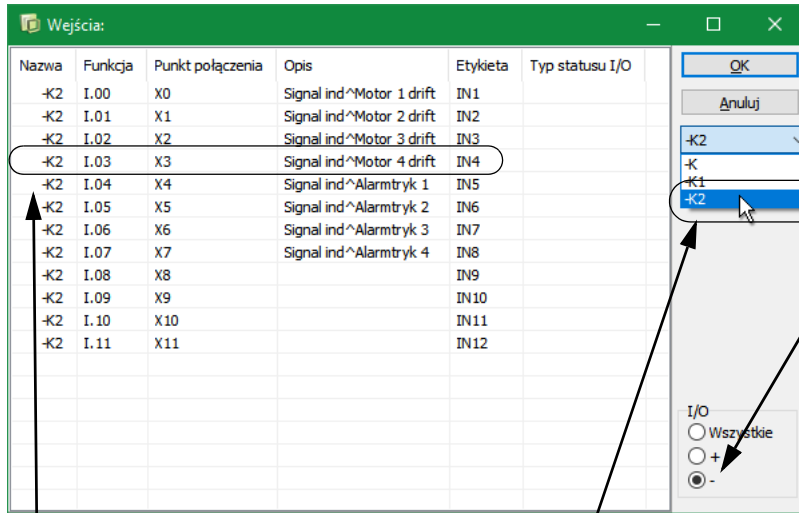 Wejścia:
Nazwa Funkcja Punkt połączenia Opis Etykieta Typ statusu I/O
-K2 I.00 X0 Signal ind^Motor 1 drift IN1
-K2 I.01 X1 Signal ind^Motor 2 drift IN2
-K2 I.02 X2 Signal ind^Motor 3 drift IN3
-K2 I.03 X3 Signal ind^Motor 4 drift IN4
-K2 I.04 X4 Signal ind^Alarmtryk 1 IN5
-K2 I.05 X5 Signal ind^Alarmtryk 2 IN6
-K2 I.06 X6 Signal ind^Alarmtryk 3 IN7
-K2 I.07 X7 Signal ind^Alarmtryk 4 IN8
-K2 I.08 X8 IN9
-K2 I.09 X9 IN10
-K2 I.10 X10 IN11
-K2 I.11 X11 IN12
OK
Anuluj
-K2
-K
-K1
-K2
I/O
Wszystkie
+
-